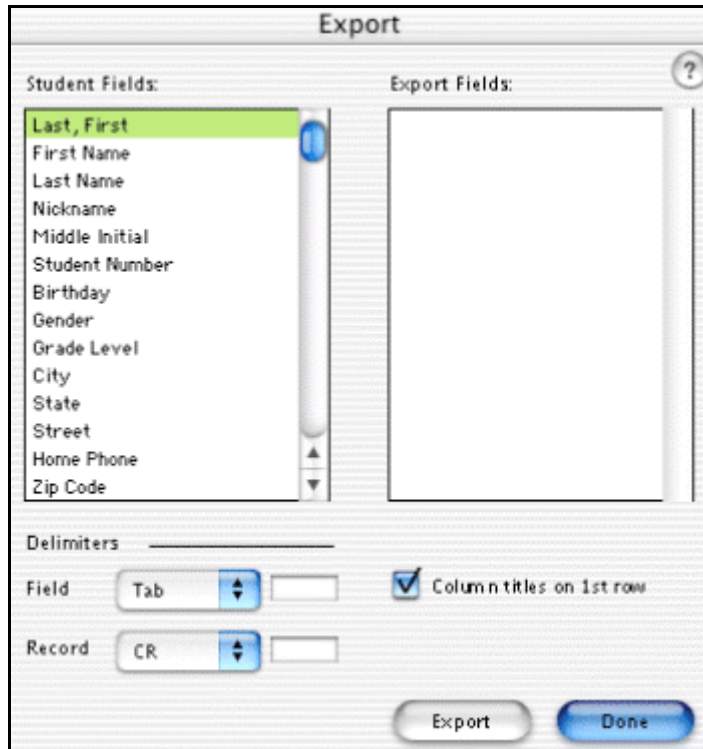 Export
?
Student Fields:
Export Fields:
Last, First
First Name
Last Name
Nickname
Middle Initial
Student Number
Birthday
Gender
Grade Level
City
State
Street
Home Phone
Zip Code
Delimiters
Field
Tab
Column titles on 1st row
Record
CR
Export
Done